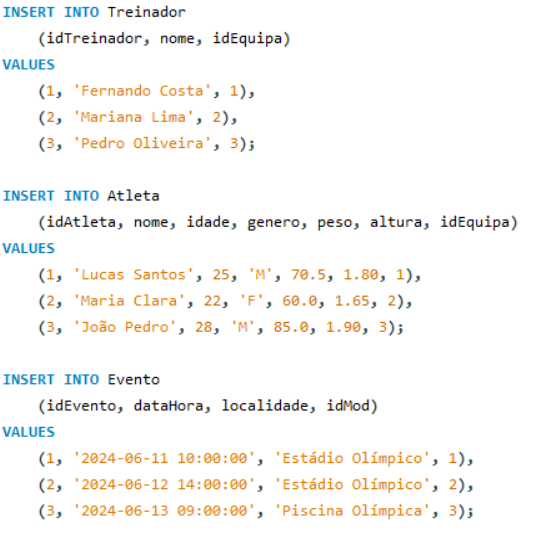 INSERT INTO Treinador
(idTreinador, nome, idEquipa)
VALUES
(1, 'Fernando Costa', 1),
(2, 'Mariana Lima', 2),
(3, 'Pedro Oliveira', 3);
INSERT INTO Atleta
(idAtleta, nome, idade, genero, peso, altura, idEquipa)
VALUES
(1, 'Lucas Santos', 25, 'M', 70.5, 1.80, 1),
(2, 'Maria Clara', 22, 'F', 60.0, 1.65, 2),
(3, 'João Pedro', 28, 'M', 85.0, 1.90, 3);
INSERT INTO Evento
(idEvento, dataHora, localidade, idMod)
VALUES
(1, '2024-06-11 10:00:00', 'Estádio Olímpico', 1),
(2, '2024-06-12 14:00:00', 'Estádio Olímpico', 2),
(3, '2024-06-13 09:00:00', 'Piscina Olímpica', 3);